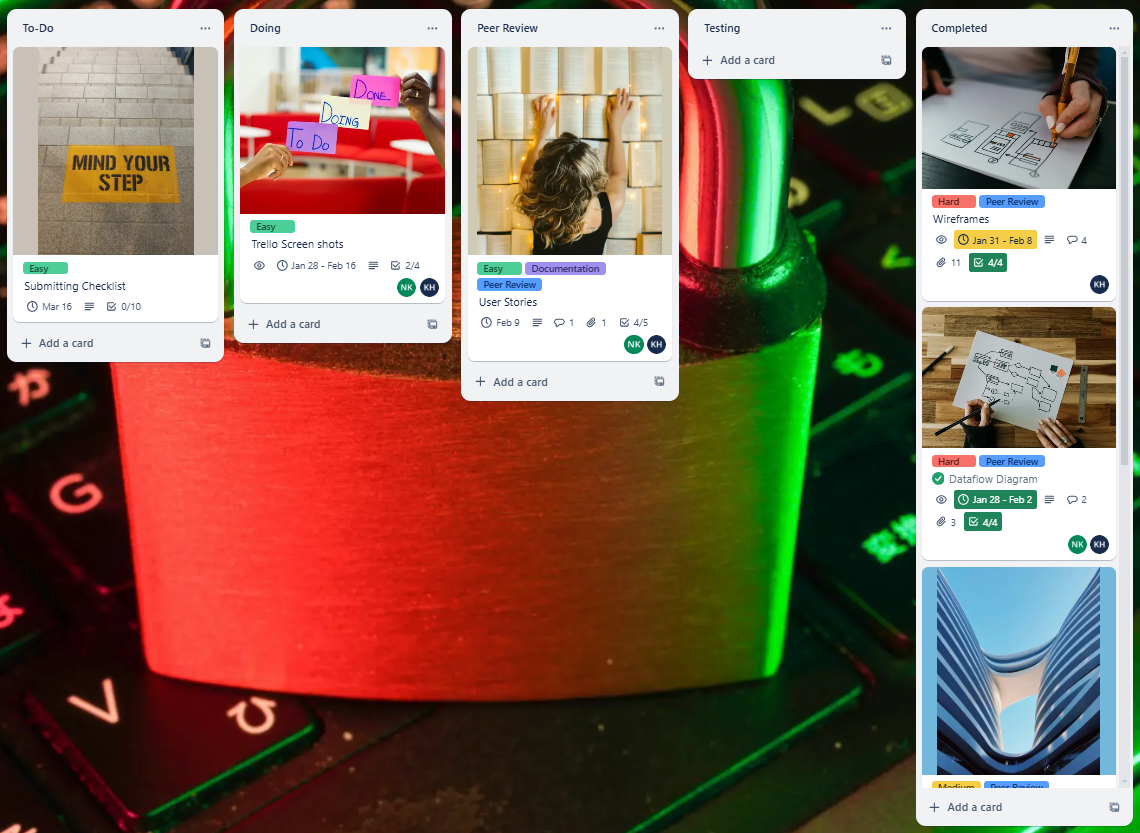 To-Do
MIND YOUR
STEP
Easy
Submitting Checklist
Mar 16
0/10
Add a card
Doing
DONE
DOING
To Do
Easy
Trello Screen shots
Jan 28 - Feb 16
2/4
NK KH
Add a card
Peer Review
Easy Documentation
Peer Review
User Stories
Feb 9 1 1 4/5
NK KH
Add a card
Testing
Add a card
Completed
Hard Peer Review
Wireframes
Jan 31 - Feb 8 4
11 4/4
KH
Hard Peer Review
Dataflow Diagram
Jan 28 - Feb 2 2
3 4/4
NK KH
Medium Peer Review
Add a card
G
V
L